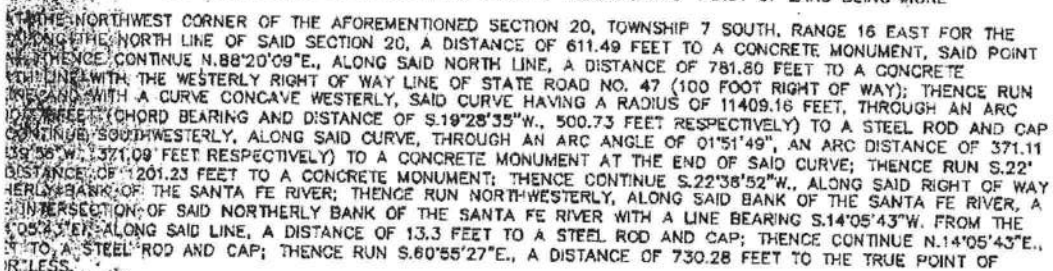 THE NORTHWEST CORNER OF THE AFOREMENTIONED SECTION 20, TOWNSHIP 7 SOUTH, RANGE 16 EAST FOR THE
ALONG THE NORTH LINE OF SAID SECTION 20, A DISTANCE OF 611.49 FEET TO A CONCRETE MONUMENT, SAID POINT
THENCE CONTINUE N.88°20'09"E., ALONG SAID NORTH LINE, A DISTANCE OF 781.80 FEET TO A CONCRETE
LINE WITH THE WESTERLY RIGHT OF WAY LINE OF STATE ROAD NO. 47 (100 FOOT RIGHT OF WAY); THENCE RUN
AND WITH A CURVE CONCAVE WESTERLY, SAID CURVE HAVING A RADIUS OF 11409.16 FEET, THROUGH AN ARC
FEET (CHORD BEARING AND DISTANCE OF S.19°28'35"W., 500.73 FEET RESPECTIVELY) TO A STEEL ROD AND CAP
CONTINUE SOUTHWESTERLY, ALONG SAID CURVE, THROUGH AN ARC ANGLE OF 01°51'49", AN ARC DISTANCE OF 371.11
39'56"W., 371.09 FEET RESPECTIVELY) TO A CONCRETE MONUMENT AT THE END OF SAID CURVE; THENCE RUN S.22°
DISTANCE OF 1201.23 FEET TO A CONCRETE MONUMENT; THENCE CONTINUE S.22°38'52"W., ALONG SAID RIGHT OF WAY
BANK OF THE SANTA FE RIVER; THENCE RUN NORTHWESTERLY, ALONG SAID BANK OF THE SANTA FE RIVER, A
INTERSECTION OF SAID NORTHERLY BANK OF THE SANTA FE RIVER WITH A LINE BEARING S.14°05'43"W. FROM THE
ALONG SAID LINE, A DISTANCE OF 13.3 FEET TO A STEEL ROD AND CAP; THENCE CONTINUE N.14°05'43"E.,
TO A STEEL ROD AND CAP; THENCE RUN S.60°55'27"E., A DISTANCE OF 730.28 FEET TO THE TRUE POINT OF
LESS.